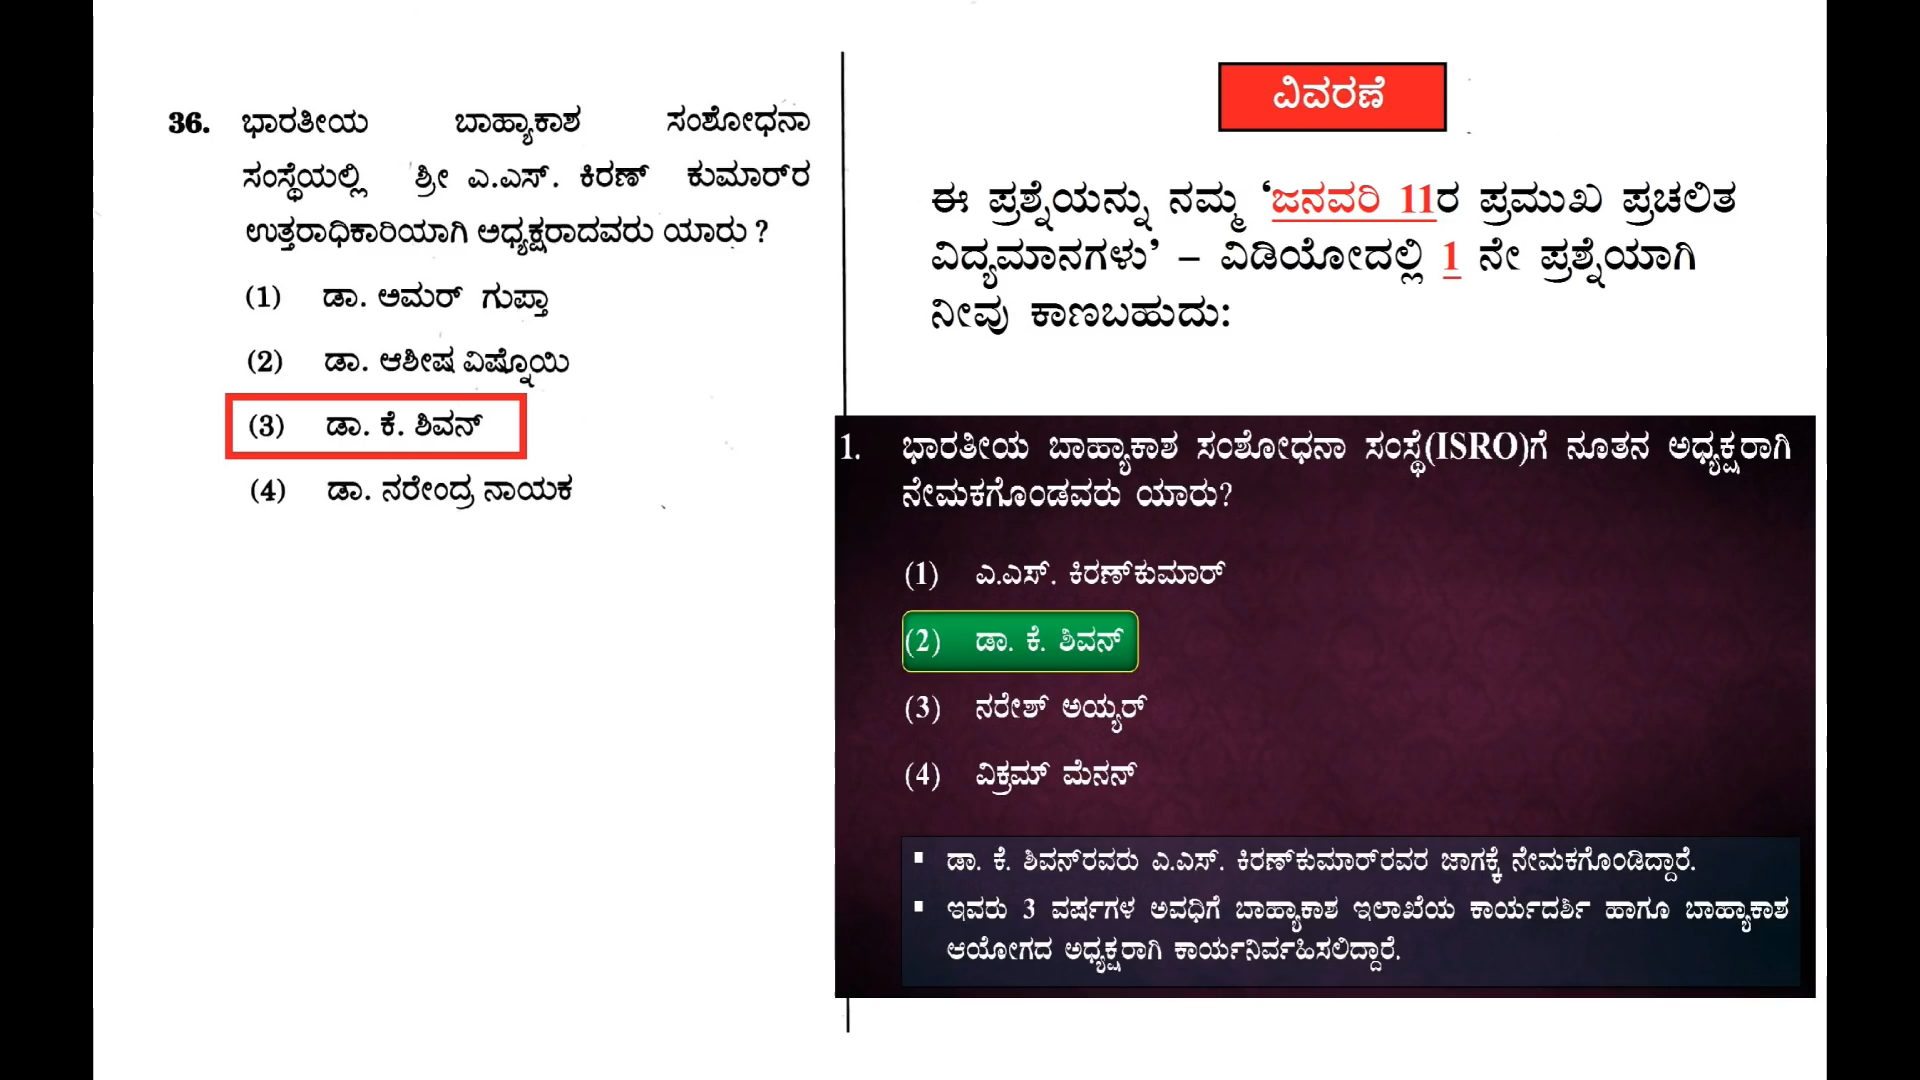 36. ಭಾರತೀಯ ಬಾಹ್ಯಾಕಾಶ ಸಂಶೋಧನಾ
ಸಂಸ್ಥೆಯಲ್ಲಿ ಶ್ರೀ ಎ.ಎಸ್. ಕಿರಣ್ ಕುಮಾರ್‌ರ
ಉತ್ತರಾಧಿಕಾರಿಯಾಗಿ ಅಧ್ಯಕ್ಷರಾದವರು ಯಾರು ?
(1) ಡಾ. ಅಮರ್ ಗುಪ್ತಾ
(2) ಡಾ. ಆಶೀಷ ವಿಷ್ನೊಯಿ
(3) ಡಾ. ಕೆ. ಶಿವನ್
(4) ಡಾ. ನರೇಂದ್ರ ನಾಯಕ
ವಿವರಣೆ
ಈ ಪ್ರಶ್ನೆಯನ್ನು ನಮ್ಮ ‘ಜನವರಿ 11ರ ಪ್ರಮುಖ ಪ್ರಚಲಿತ
ವಿದ್ಯಮಾನಗಳು’ – ವಿಡಿಯೋದಲ್ಲಿ 1 ನೇ ಪ್ರಶ್ನೆಯಾಗಿ
ನೀವು ಕಾಣಬಹುದು:
1. ಭಾರತೀಯ ಬಾಹ್ಯಾಕಾಶ ಸಂಶೋಧನಾ ಸಂಸ್ಥೆ(ISRO)ಗೆ ನೂತನ ಅಧ್ಯಕ್ಷರಾಗಿ
ನೇಮಕಗೊಂಡವರು ಯಾರು?
(1) ಎ.ಎಸ್. ಕಿರಣ್‌ಕುಮಾರ್
(2) ಡಾ. ಕೆ. ಶಿವನ್
(3) ನರೇಶ್ ಅಯ್ಯರ್
(4) ವಿಕ್ರಮ್ ಮೆನನ್
▪ ಡಾ. ಕೆ. ಶಿವನ್‌ರವರು ಎ.ಎಸ್. ಕಿರಣ್‌ಕುಮಾರ್‌ರವರ ಜಾಗಕ್ಕೆ ನೇಮಕಗೊಂಡಿದ್ದಾರೆ.
▪ ಇವರು 3 ವರ್ಷಗಳ ಅವಧಿಗೆ ಬಾಹ್ಯಾಕಾಶ ಇಲಾಖೆಯ ಕಾರ್ಯದರ್ಶಿ ಹಾಗೂ ಬಾಹ್ಯಾಕಾಶ
ಆಯೋಗದ ಅಧ್ಯಕ್ಷರಾಗಿ ಕಾರ್ಯನಿರ್ವಹಿಸಲಿದ್ದಾರೆ.